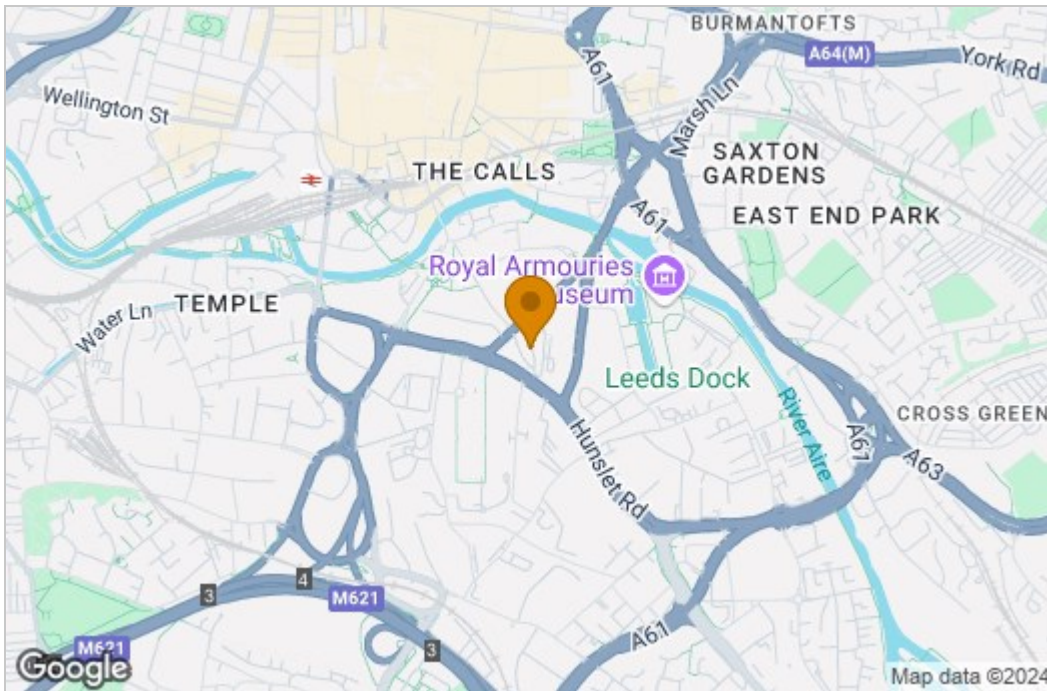 BURMANTOFTS
A64(M)
York Rd
A61
Wellington St
Marsh Ln
THE CALLS
SAXTON
GARDENS
A61
EAST END PARK
Royal Armouries
Museum
TEMPLE
Water Ln
Leeds Dock
River Aire
CROSS GREEN
Hunslet Rd
A61
A63
3
4
M621
M621
3
A61
Google
Map data ©2024